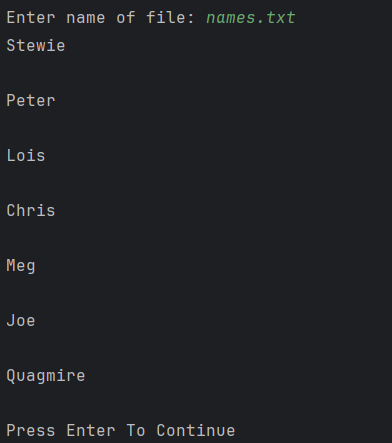 Enter name of file: names.txt
Stewie
Peter
Lois
Chris
Meg
Joe
Quagmire
Press Enter To Continue